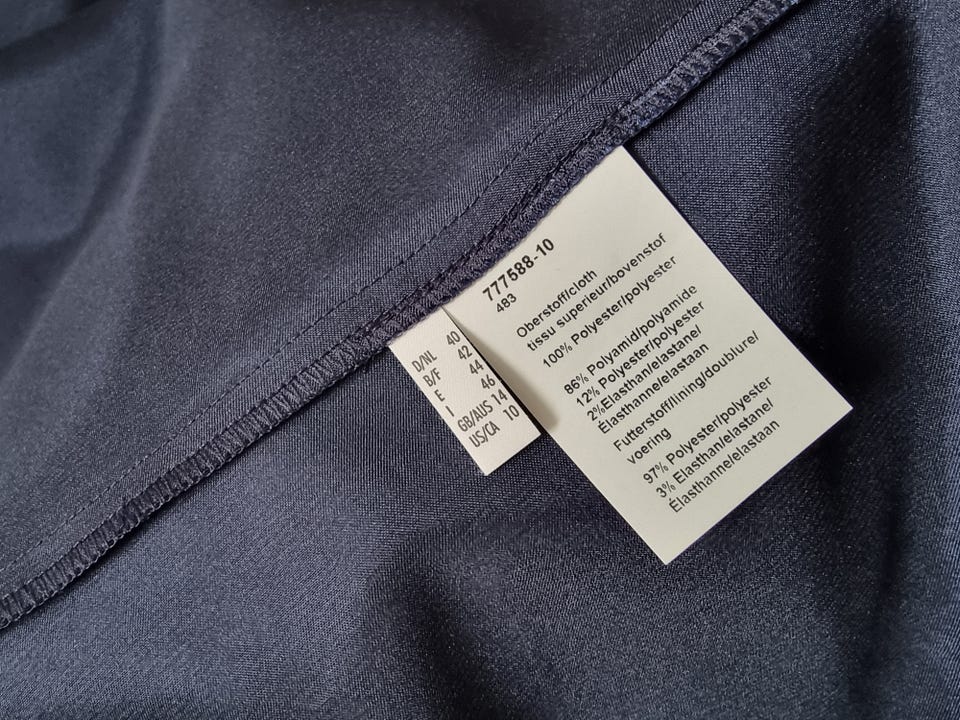 777588-10
483
Oberstoff/cloth
tissu superieur/bovenstof
100% Polyester/polyester
86% Polyamid/polyamide
12% Polyester/polyester
2%Elasthan/elastane/
Élasthanne/elastaan
Futterstoff/lining/doublure/
voering
97% Polyester/polyester
3% Elasthan/elastane/
Élasthanne/elastaan
D/NL 40
B/F 42
E 44
I 46
GB/AUS 14
US/CA 10